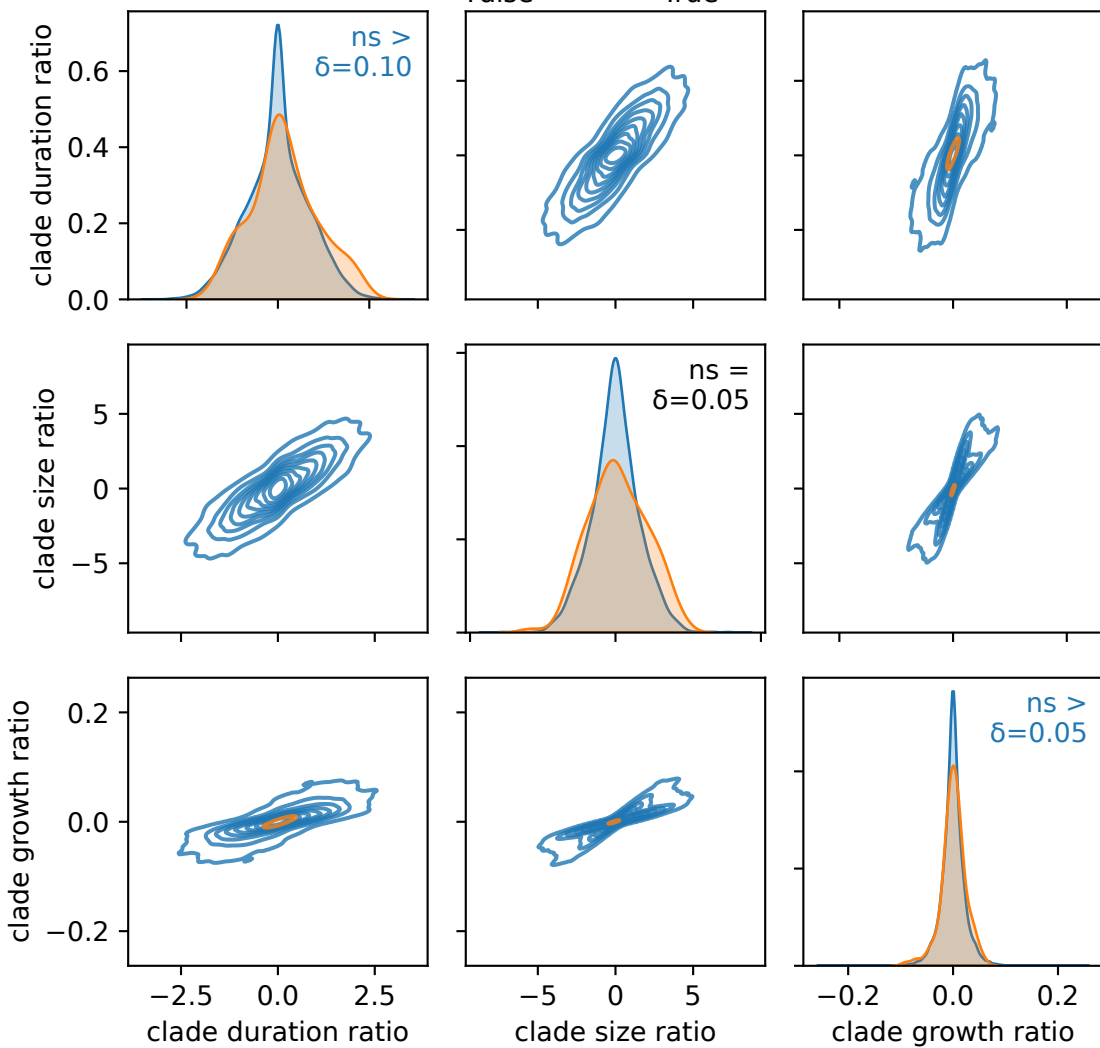 clade duration ratio
0.6
0.4
0.2
0.0
ns >
δ=0.10
clade size ratio
5
0
−5
ns =
δ=0.05
clade growth ratio
0.2
0.0
−0.2
ns >
δ=0.05
−2.5 0.0 2.5
clade duration ratio
−5 0 5
clade size ratio
−0.2 0.0 0.2
clade growth ratio